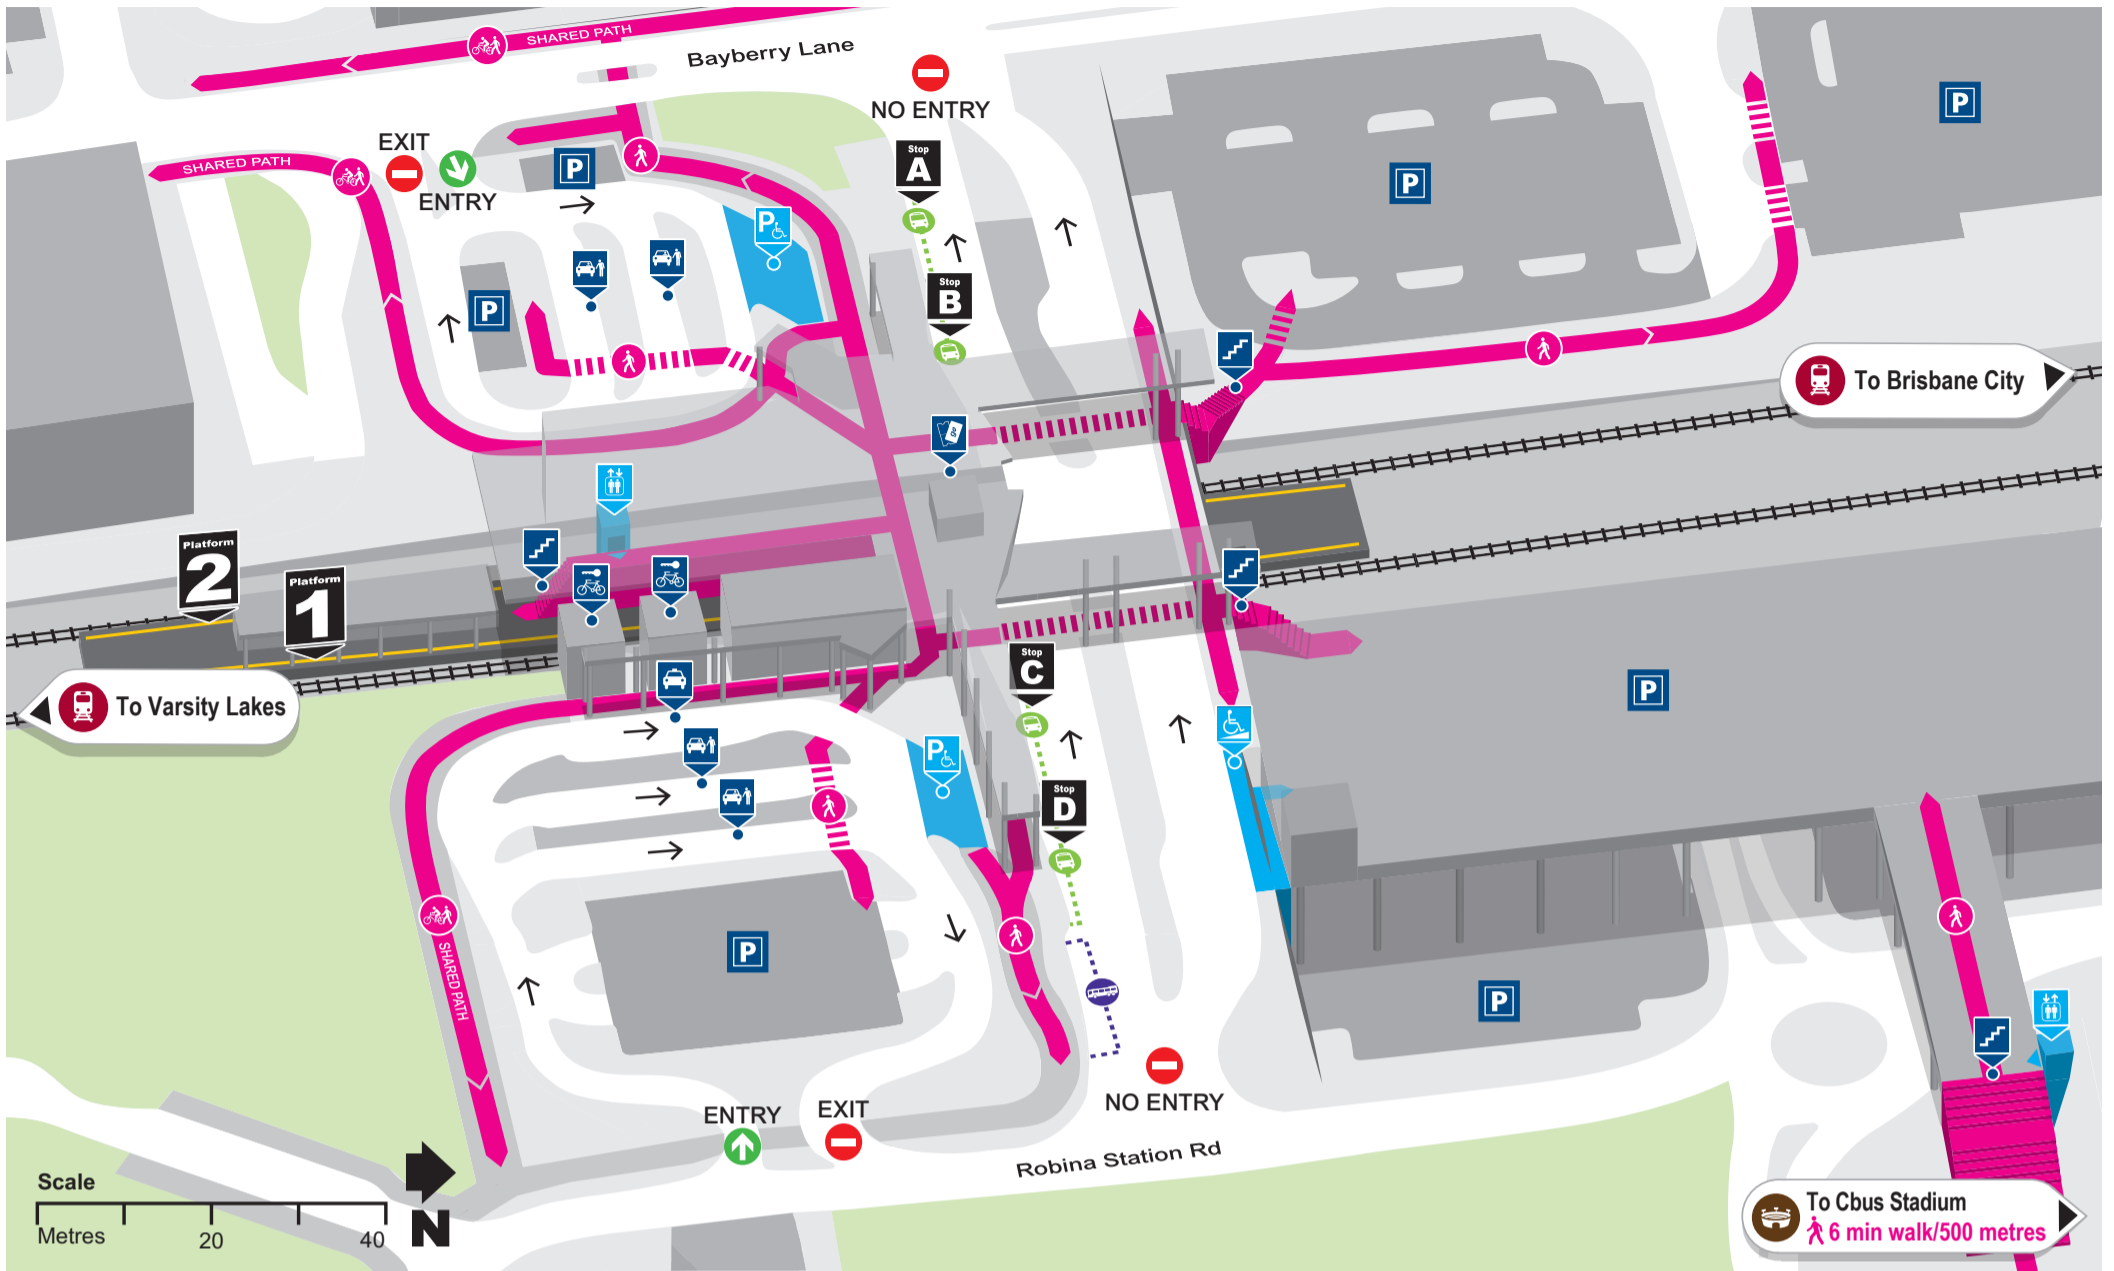 SHARED PATH
Bayberry Lane
NO ENTRY
P
EXIT
SHARED PATH
ENTRY
P
Stop
A
P
P
P
Stop
B
To Brisbane City
go
Platform
2
Platform
1
Stop
C
To Varsity Lakes
P
P
Stop
D
P
SHARED PATH
P
NO ENTRY
ENTRY
EXIT
Robina Station Rd
Scale
Metres
20
40
N
To Cbus Stadium
6 min walk/500 metres